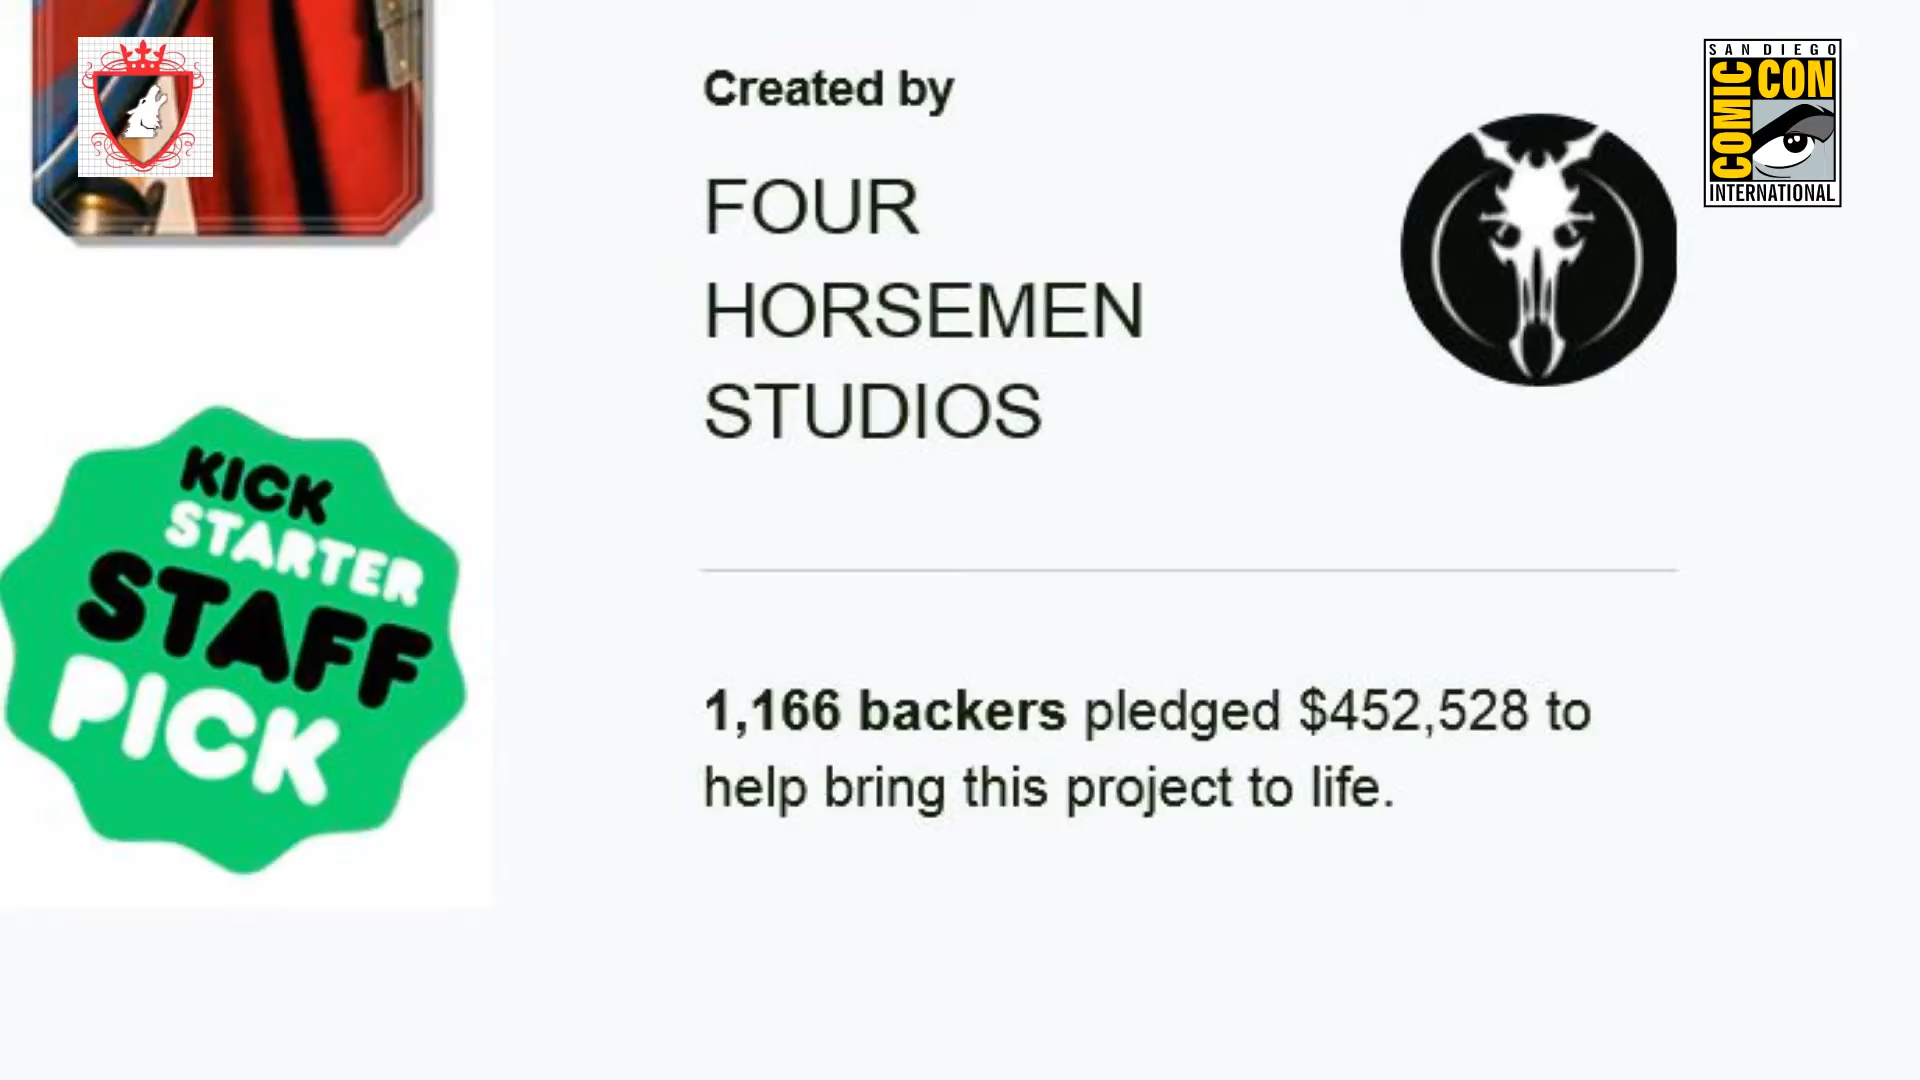 SAN DIEGO
COMIC CON
INTERNATIONAL
Created by
FOUR
HORSEMEN
STUDIOS
KICK
STARTER
STAFF
PICK
1,166 backers pledged $452,528 to
help bring this project to life.